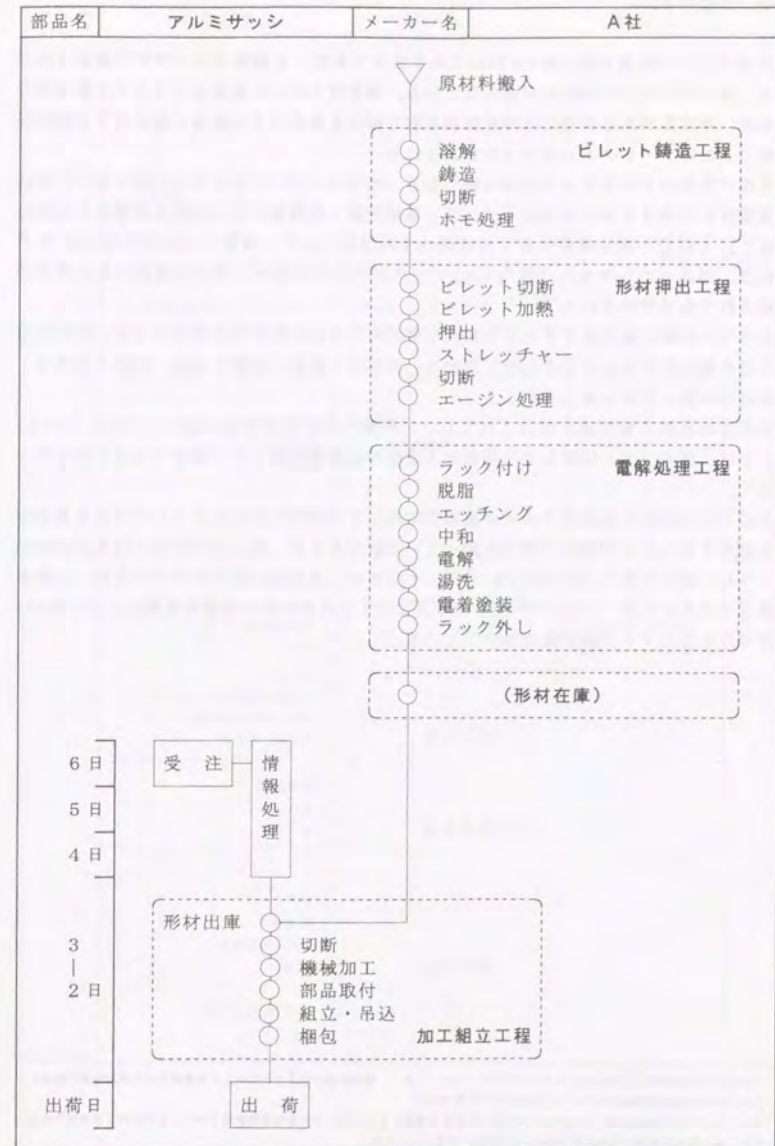 部品名 アルミサッシ メーカー名 A社
原材料搬入
溶解 ビレット鋳造工程
鋳造
切断
ホモ処理
ビレット切断 形材押出工程
ビレット加熱
押出
ストレッチャー
切断
エージン処理
ラック付け 電解処理工程
脱脂
エッチング
中和
電解
湯洗
電着塗装
ラック外し
(形材在庫)
6日 受注 情報処理
5日
4日
形材出庫
切断
3
|
2日
機械加工
部品取付
組立・吊込
梱包 加工組立工程
出荷日 出荷